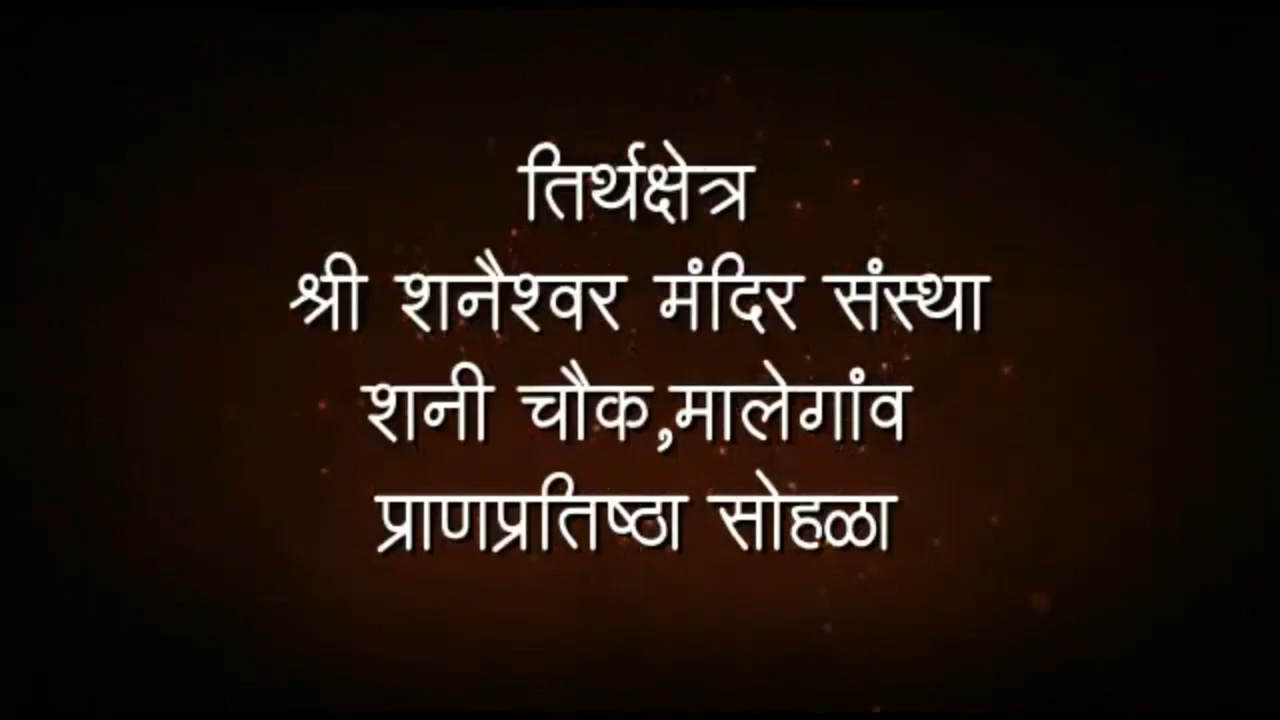 तिर्थक्षेत्र
श्री शनैश्वर मंदिर संस्था
शनी चौक,मालेगांव
प्राणप्रतिष्ठा सोहळा